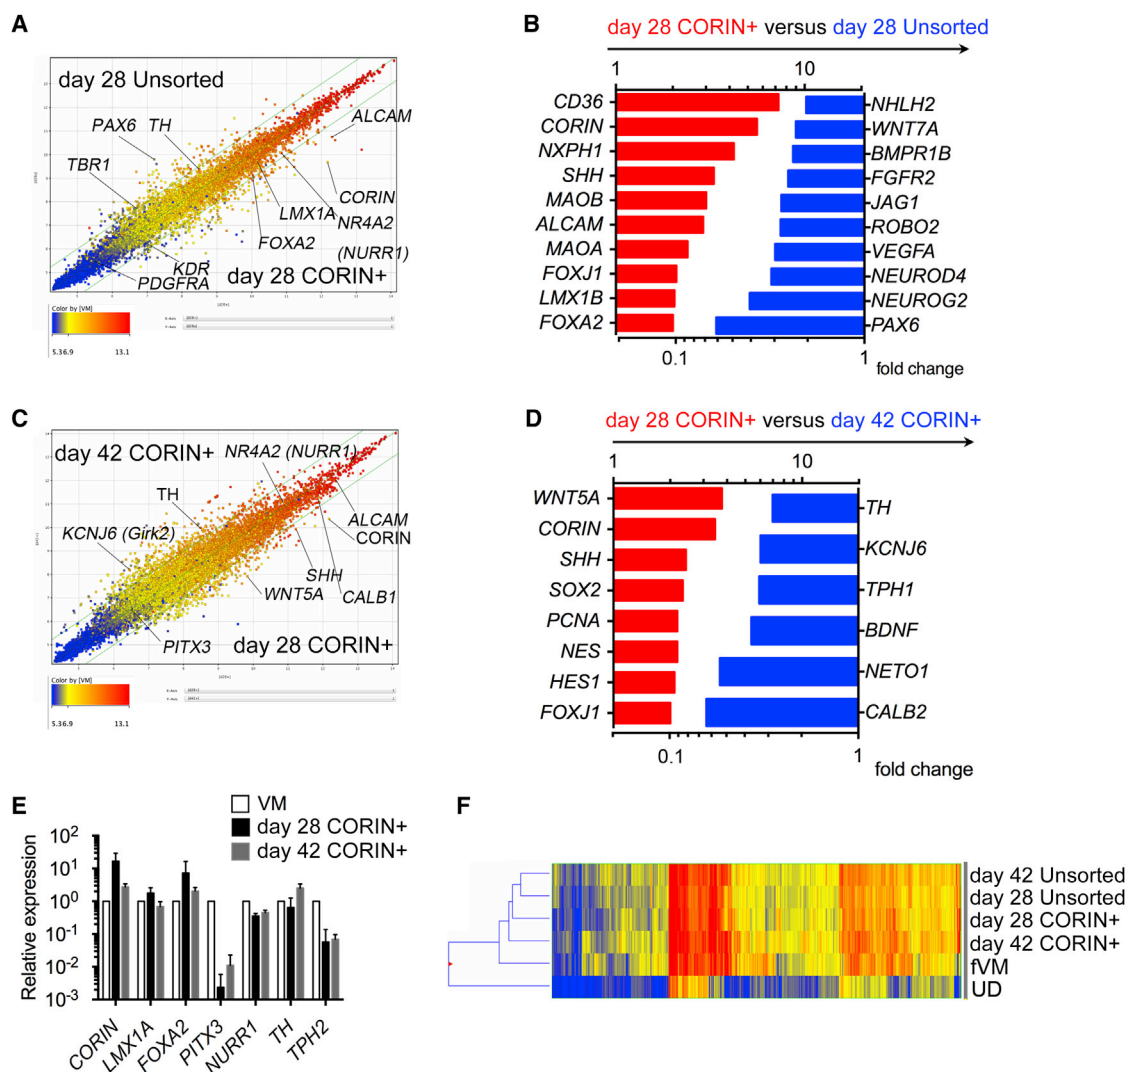 A
day 28 Unsorted
PAX6
TH
TBR1
ALCAM
CORIN
LMX1A
NR4A2
(NURR1)
FOXA2
KDR
PDGFRA
day 28 CORIN+
Color by [VM]
5.36.9
13.1
B
day 28 CORIN+ versus day 28 Unsorted
1
10
CD36
NHLH2
CORIN
WNT7A
NXPH1
BMPR1B
SHH
FGFR2
MAOB
JAG1
ALCAM
ROBO2
MAOA
VEGFA
FOXJ1
NEUROD4
LMX1B
NEUROG2
FOXA2
PAX6
0.1
1
fold change
C
day 42 CORIN+
NR4A2 (NURR1)
TH
KCNJ6 (Girk2)
ALCAM
CORIN
SHH
WNT5A
CALB1
PITX3
day 28 CORIN+
Color by [VM]
5.36.9
13.1
D
day 28 CORIN+ versus day 42 CORIN+
1
10
WNT5A
TH
CORIN
KCNJ6
SHH
TPH1
SOX2
BDNF
PCNA
NETO1
NES
CALB2
HES1
FOXJ1
0.1
1
fold change
E
VM
day 28 CORIN+
day 42 CORIN+
Relative expression
10²
10¹
10⁰
10⁻¹
10⁻²
10⁻³
CORIN
LMX1A
FOXA2
PITX3
NURR1
TH
TPH2
F
day 42 Unsorted
day 28 Unsorted
day 28 CORIN+
day 42 CORIN+
fVM
UD